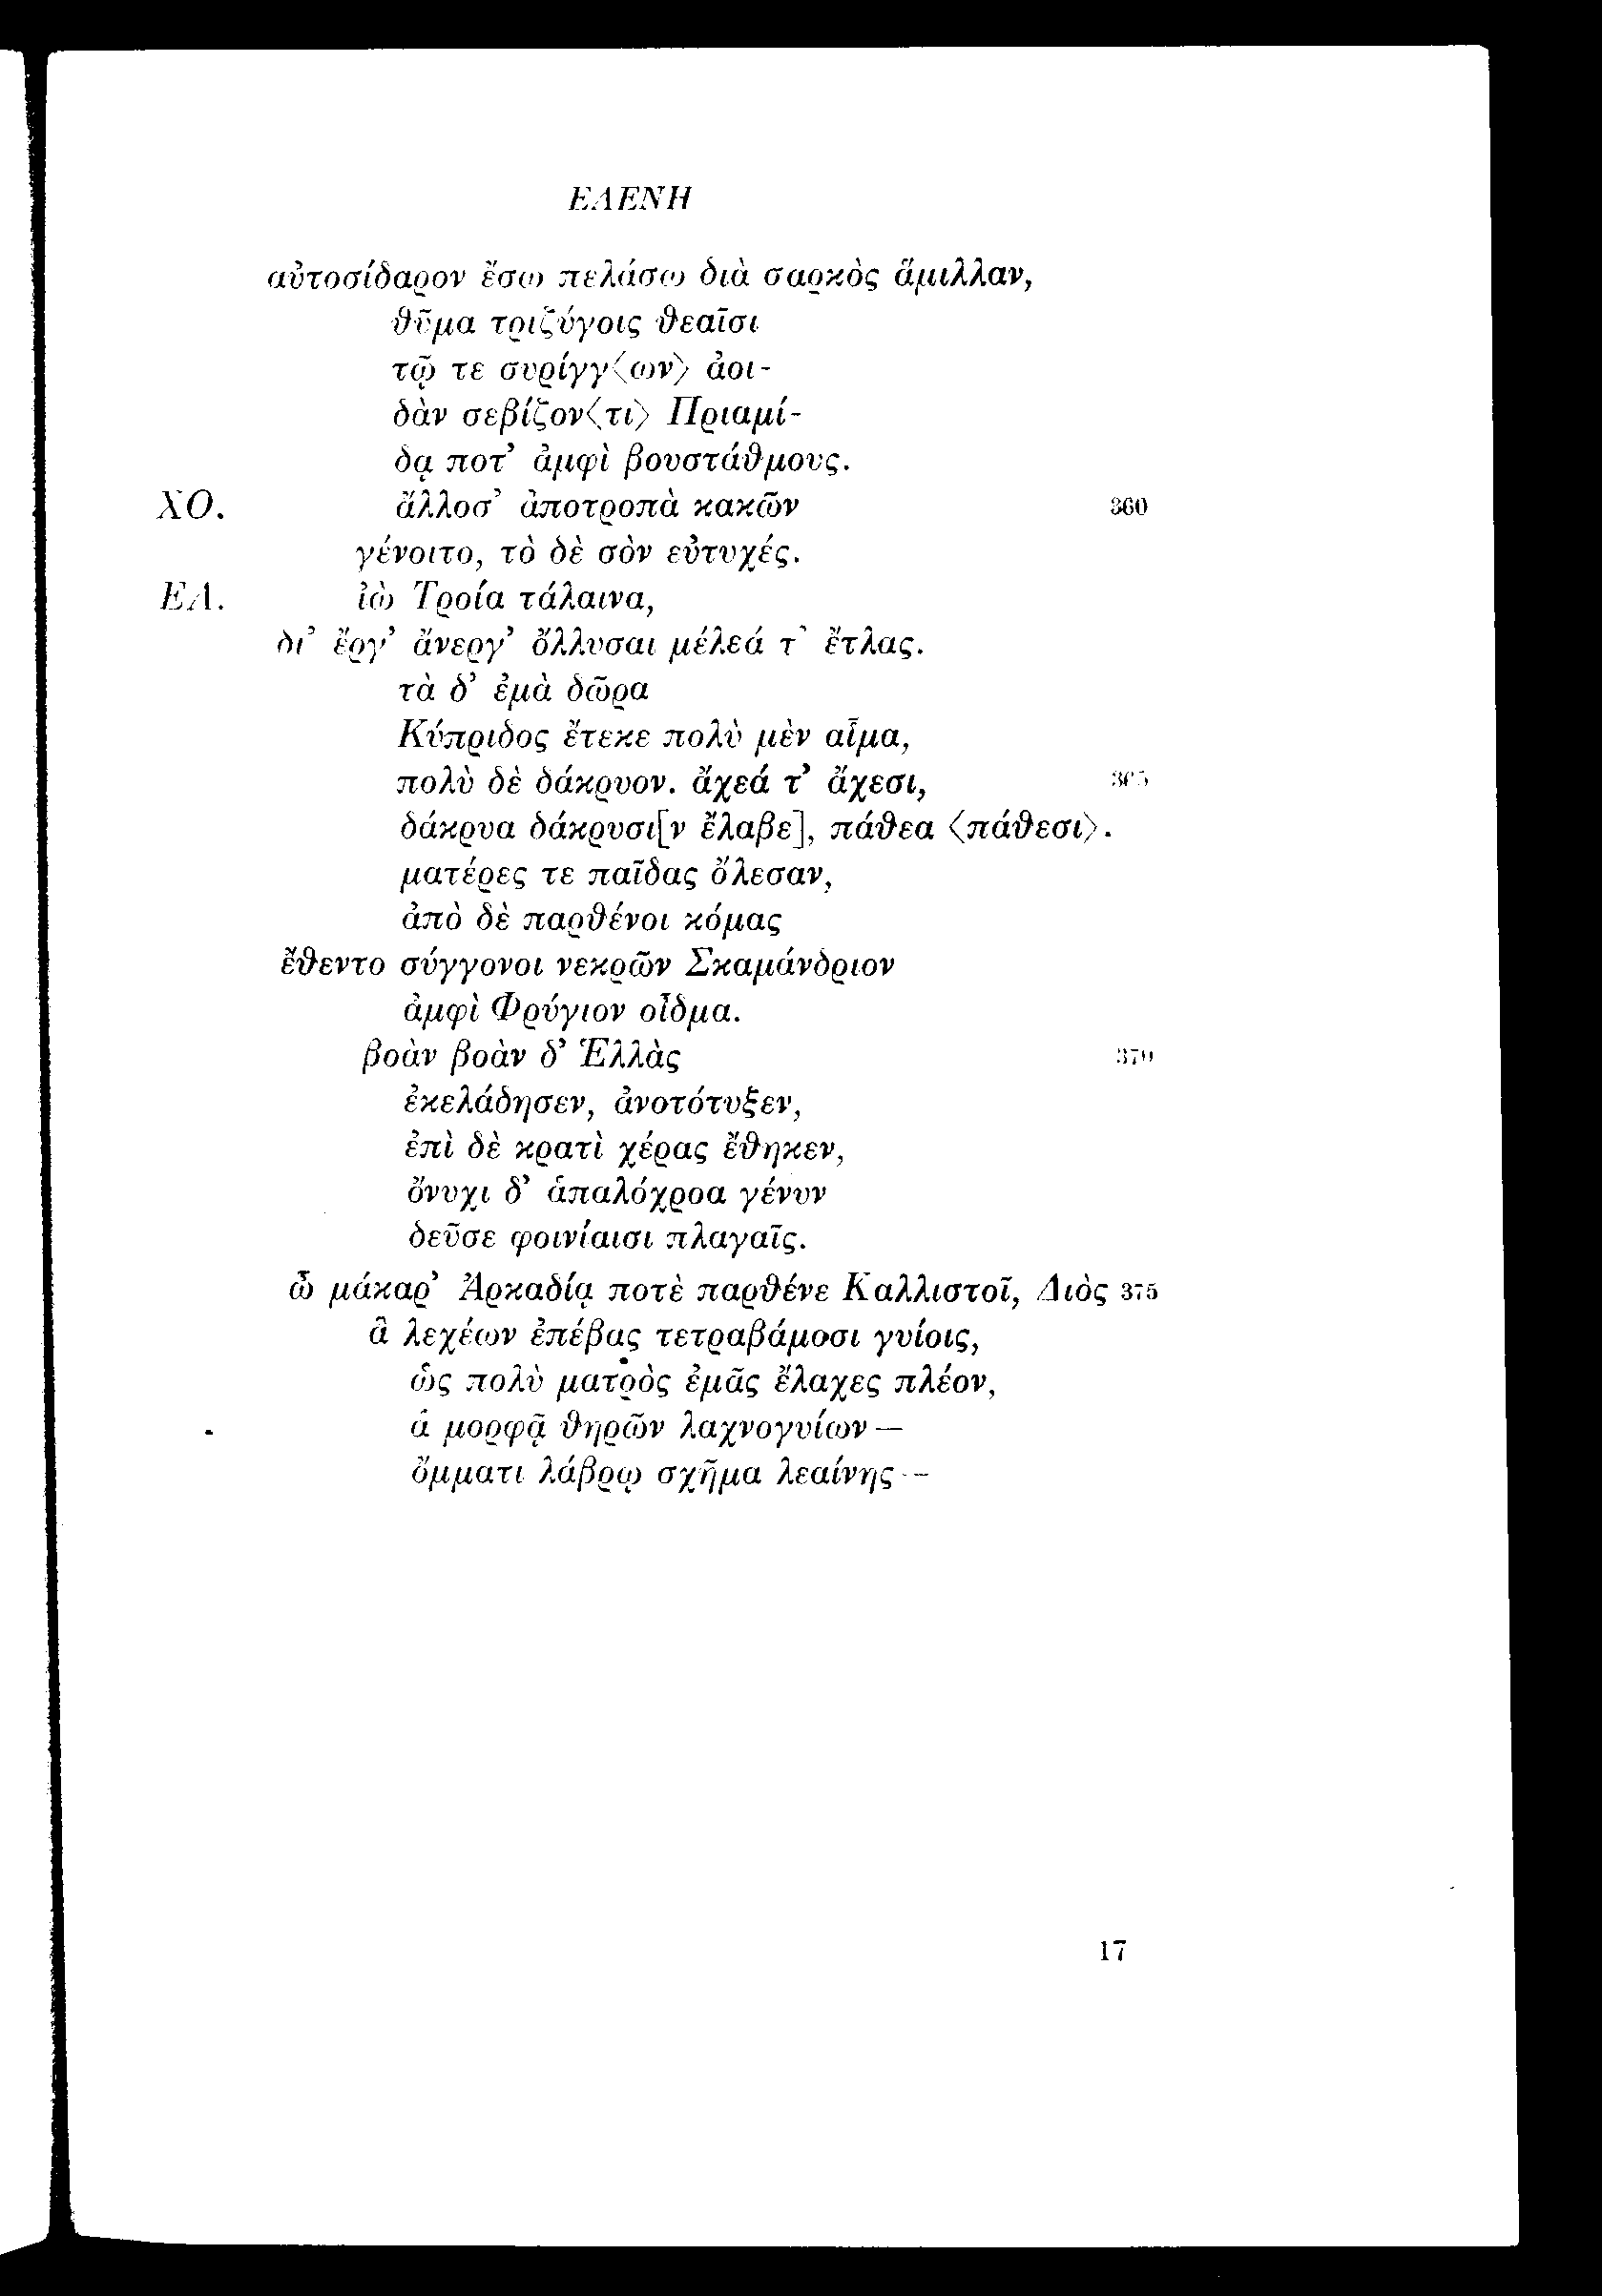 ΕΛΕΝΗ
αὐτοσίδαρον ἔσω πελάσω διὰ σαρκὸς ἅμιλλαν,
θῦμα τριζύγοις θεαῖσι
τῷ τε συρίγγ⟨ων⟩ ἀοι-
δὰν σεβίζον⟨τι⟩ Πριαμί-
δᾳ ποτ’ ἀμφὶ βουστάθμους.
ΧΟ. ἄλλοσ’ ἀποτροπὰ κακῶν 360
γένοιτο, τὸ δὲ σὸν εὐτυχές.
ΕΛ. ἰὼ Τροία τάλαινα,
δι’ ἔργ’ ἄνεργ’ ὄλλυσαι μέλεά τ’ ἔτλας.
τὰ δ’ ἐμὰ δῶρα
Κύπριδος ἔτεκε πολὺ μὲν αἷμα,
πολὺ δὲ δάκρυον. ἄχεά τ’ ἄχεσι, 365
δάκρυα δάκρυσι[ν ἔλαβε], πάθεα ⟨πάθεσι⟩.
ματέρες τε παῖδας ὄλεσαν,
ἀπὸ δὲ παρθένοι κόμας
ἔθεντο σύγγονοι νεκρῶν Σκαμάνδριον
ἀμφὶ Φρύγιον οἶδμα.
βοὰν βοὰν δ’ Ἑλλὰς 370
ἐκελάδησεν, ἀνοτότυξεν,
ἐπὶ δὲ κρατὶ χέρας ἔθηκεν,
ὄνυχι δ’ ἁπαλόχροα γένυν
δεῦσε φοινίαισι πλαγαῖς.
ὦ μάκαρ’ Ἀρκαδίᾳ ποτὲ παρθένε Καλλιστοῖ, Διὸς 375
ἃ λεχέων ἐπέβας τετραβάμοσι γυίοις,
ὡς πολὺ ματρὸς ἐμᾶς ἔλαχες πλέον,
ἁ μορφᾷ θηρῶν λαχνογυίων —
ὄμματι λάβρῳ σχῆμα λεαίνης —
17